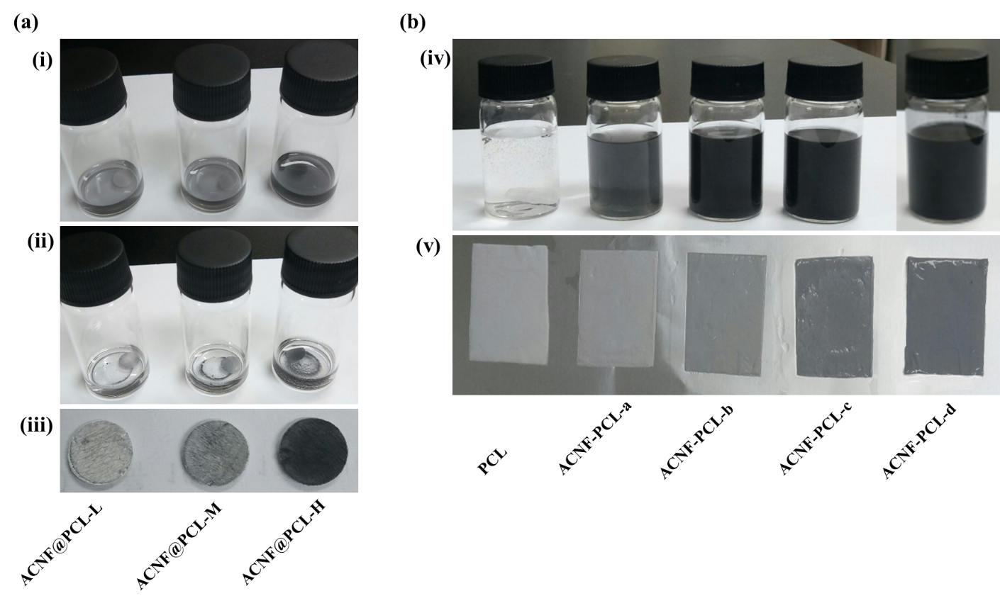 (a)
(b)
(i)
(iv)
(ii)
(v)
(iii)
ACNF@PCL-L
ACNF@PCL-M
ACNF@PCL-H
PCL
ACNF-PCL-a
ACNF-PCL-b
ACNF-PCL-c
ACNF-PCL-d